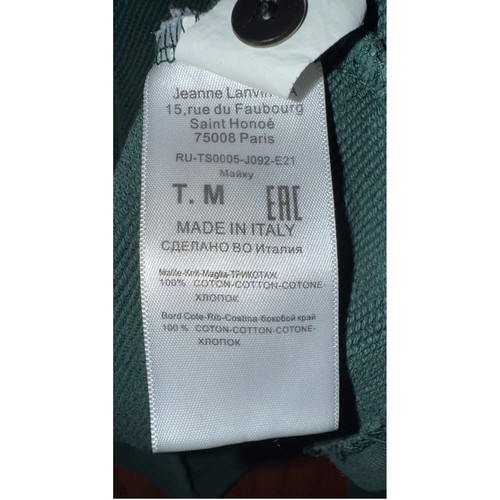 Jeanne Lanvin
15,rue du Faubourg
Saint Honoé
75008 Paris
RU-TS0005-J092-E21
Майку
T. M EAC
MADE IN ITALY
СДЕЛАНО ВО Италия
Maille-Knit-Maglia-ТРИКОТАЖ
100% COTON-COTTON-COTONE-
ХЛОПОК
Bord Cote-Rib-Costina-боковой край
100% COTON-COTTON-COTONE-
ХЛОПОК